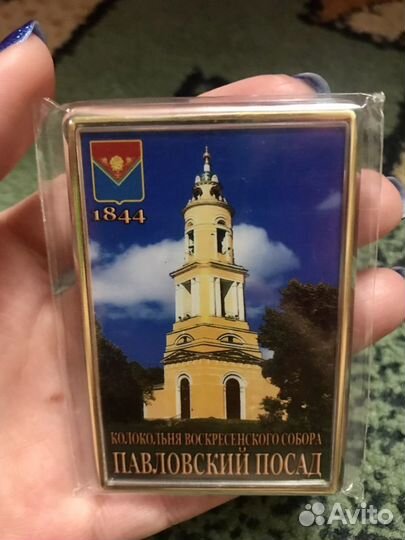 1844
КОЛОКОЛЬНЯ ВОСКРЕСЕНСКОГО СОБОРА
ПАВЛОВСКИЙ ПОСАД
Avito